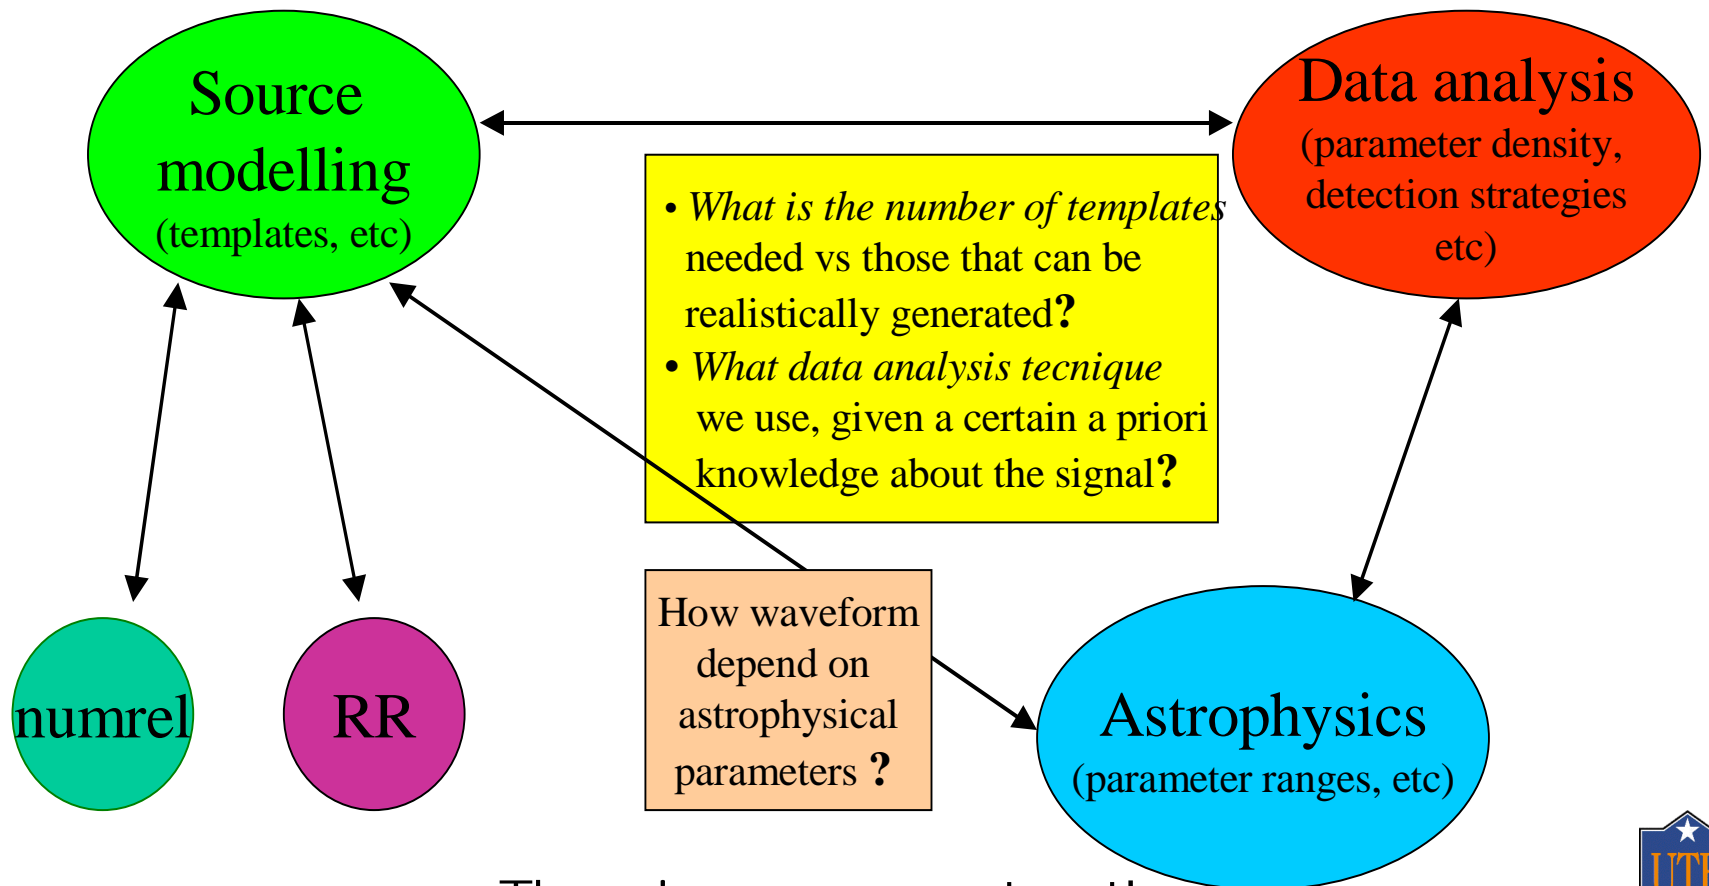 Source
modelling
(templates, etc)
Data analysis
(parameter density,
detection strategies
etc)
• What is the number of templates
needed vs those that can be
realistically generated?
• What data analysis tecnique
we use, given a certain a priori
knowledge about the signal?
numrel
RR
How waveform
depend on
astrophysical
parameters ?
Astrophysics
(parameter ranges, etc)